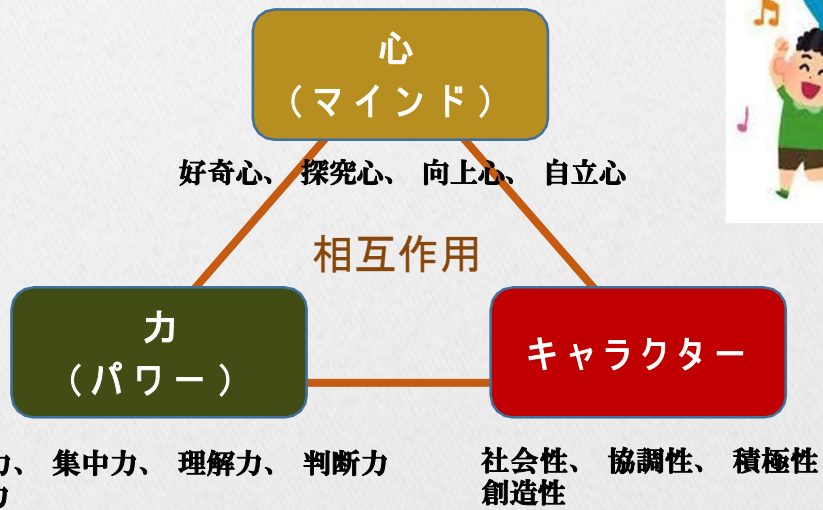 心
（マインド）
好奇心、 探究心、 向上心、 自立心
相互作用
力
（パワー）
キャラクター
力、 集中力、 理解力、 判断力
力
社会性、 協調性、 積極性
創造性